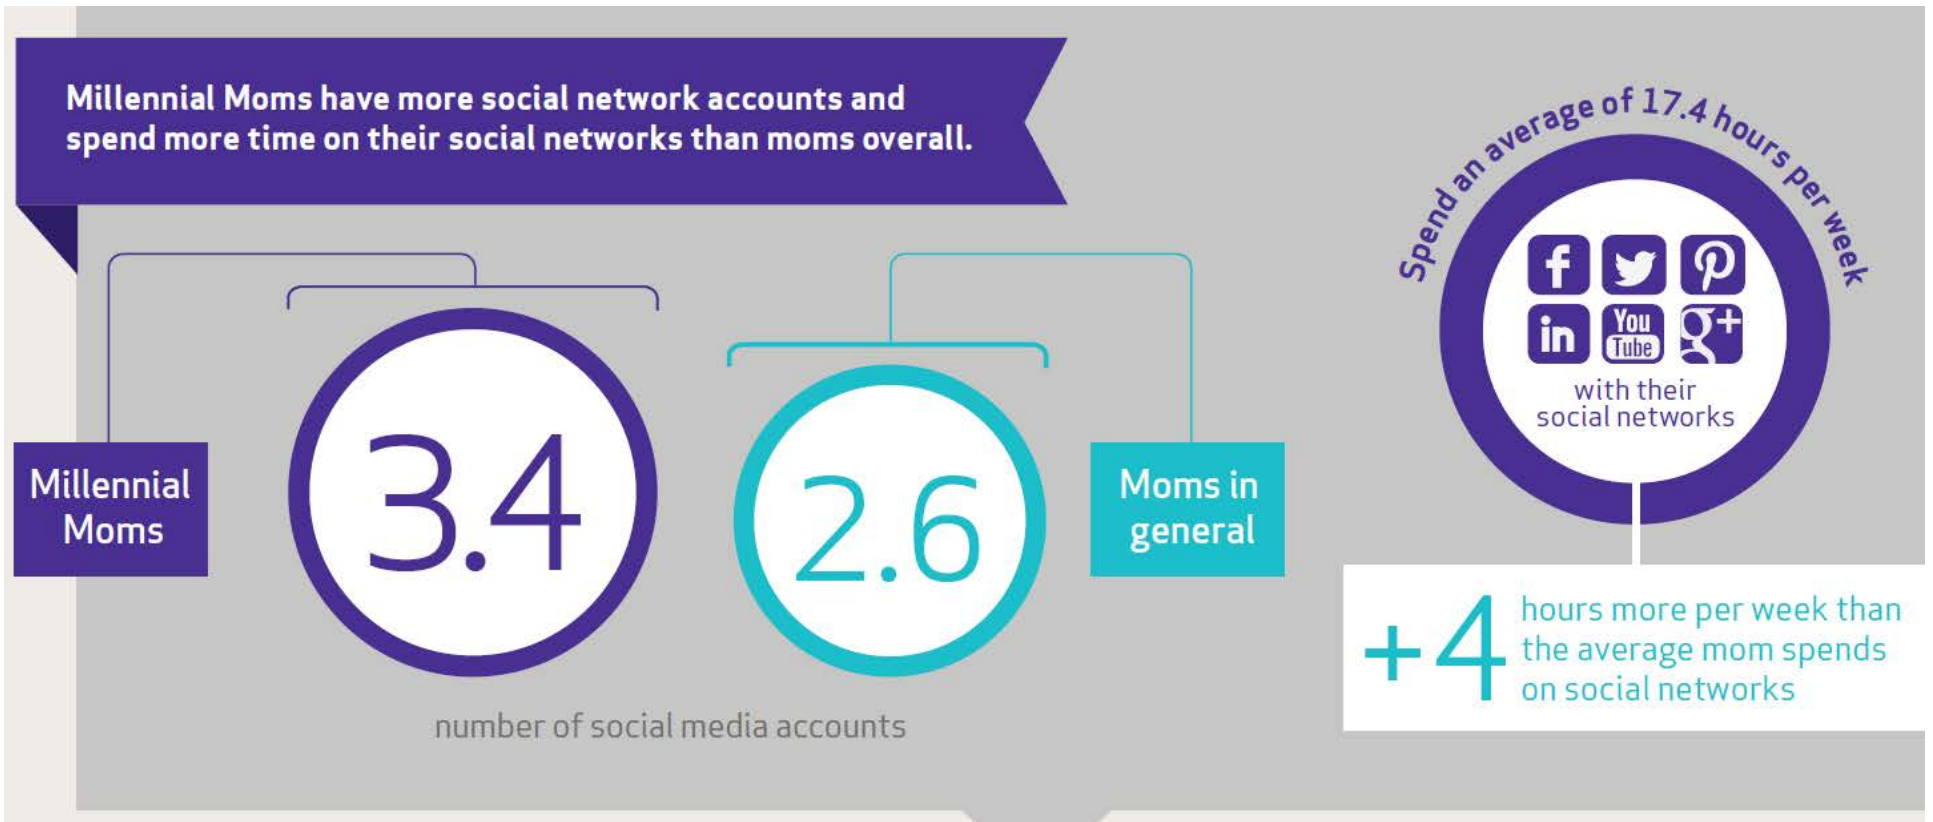 Millennial Moms have more social network accounts and
spend more time on their social networks than moms overall.
Millennial
Moms
3.4
2.6
Moms in
general
number of social media accounts
Spend an average of 17.4 hours per week
f
in
You
Tube
g+
with their
social networks
+4
hours more per week than
the average mom spends
on social networks